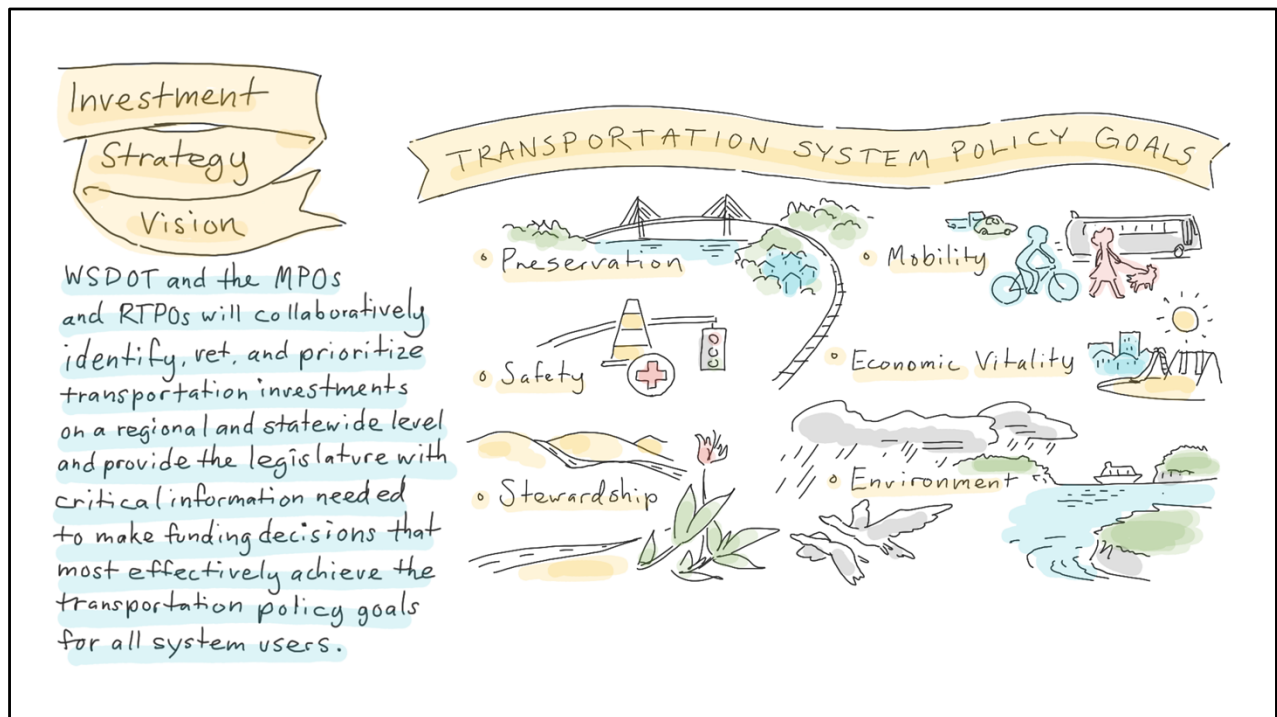 Investment
Strategy
Vision
WSDOT and the MPOs
and RTPOs will collaboratively
identify, vet, and prioritize
transportation investments
on a regional and statewide level
and provide the legislature with
critical information needed
to make funding decisions that
most effectively achieve the
transportation policy goals
for all system users.
TRANSPORTATION SYSTEM POLICY GOALS
• Preservation
• Mobility
• Safety
• Economic Vitality
• Stewardship
• Environment